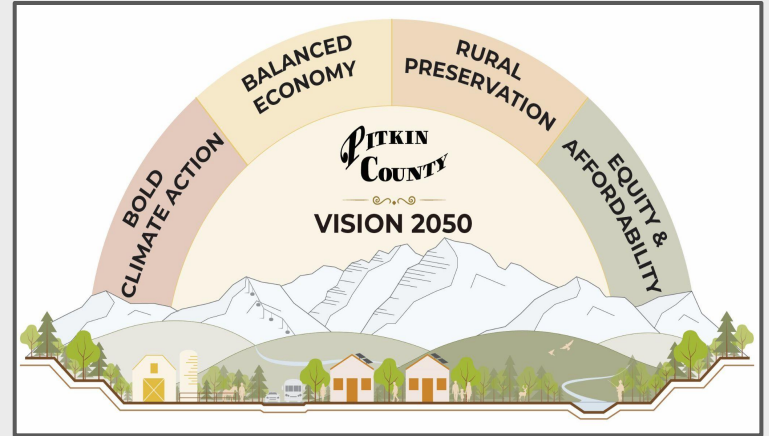 BOLD
CLIMATE ACTION
BALANCED
ECONOMY
RURAL
PRESERVATION
EQUITY &
AFFORDABILITY
PITKIN
COUNTY
VISION 2050